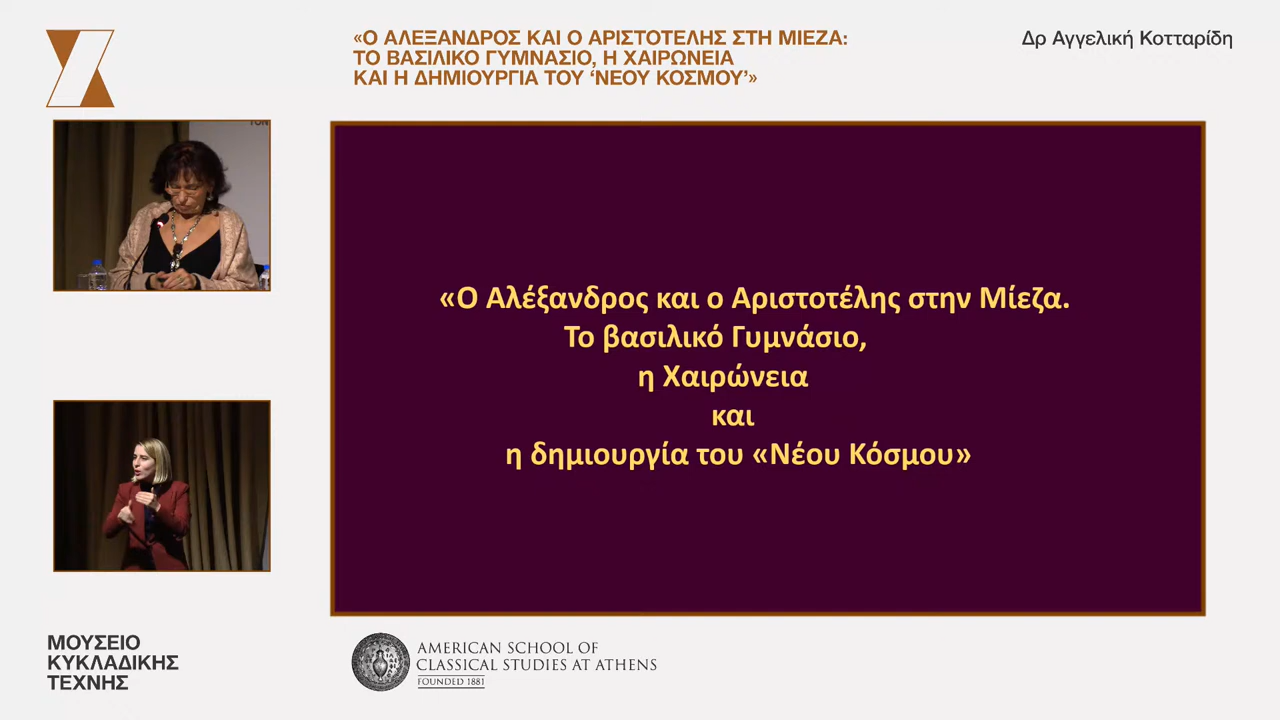 «Ο ΑΛΕΞΑΝΔΡΟΣ ΚΑΙ Ο ΑΡΙΣΤΟΤΕΛΗΣ ΣΤΗ ΜΙΕΖΑ:
ΤΟ ΒΑΣΙΛΙΚΟ ΓΥΜΝΑΣΙΟ, Η ΧΑΙΡΩΝΕΙΑ
ΚΑΙ Η ΔΗΜΙΟΥΡΓΙΑ ΤΟΥ ‘ΝΕΟΥ ΚΟΣΜΟΥ’»
Δρ Αγγελική Κοτταρίδη
«Ο Αλέξανδρος και ο Αριστοτέλης στην Μίεζα.
Το βασιλικό Γυμνάσιο,
η Χαιρώνεια
και
η δημιουργία του «Νέου Κόσμου»
ΜΟΥΣΕΙΟ
ΚΥΚΛΑΔΙΚΗΣ
ΤΕΧΝΗΣ
AMERICAN SCHOOL OF
CLASSICAL STUDIES AT ATHENS
FOUNDED 1881